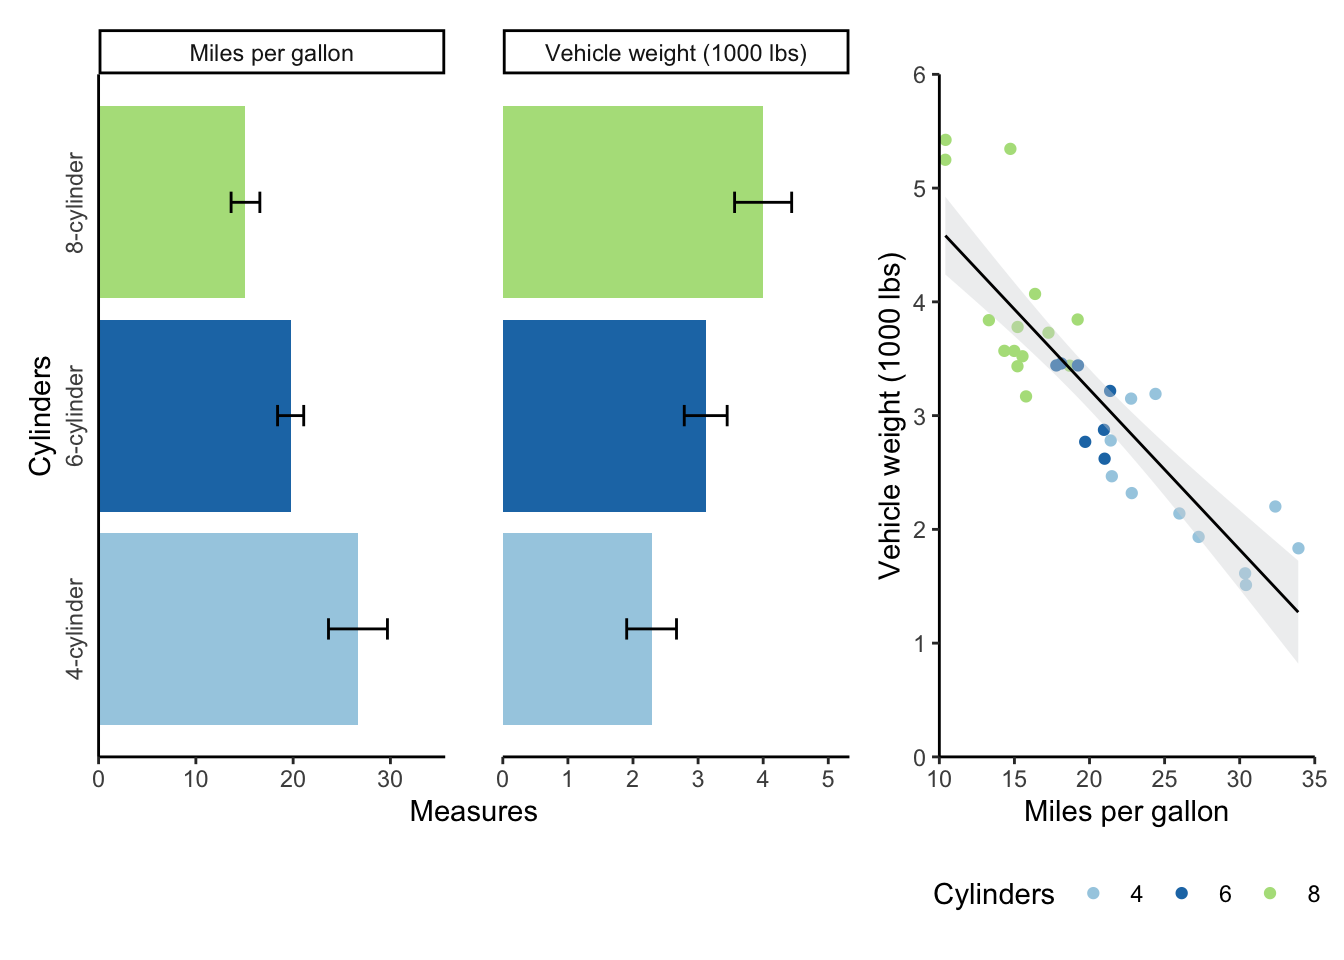 Miles per gallon
Vehicle weight (1000 lbs)
Cylinders
8-cylinder
6-cylinder
4-cylinder
0 10 20 30
0 1 2 3 4 5
Measures
Vehicle weight (1000 lbs)
6
5
4
3
2
1
0
10 15 20 25 30 35
Miles per gallon
Cylinders 4 6 8